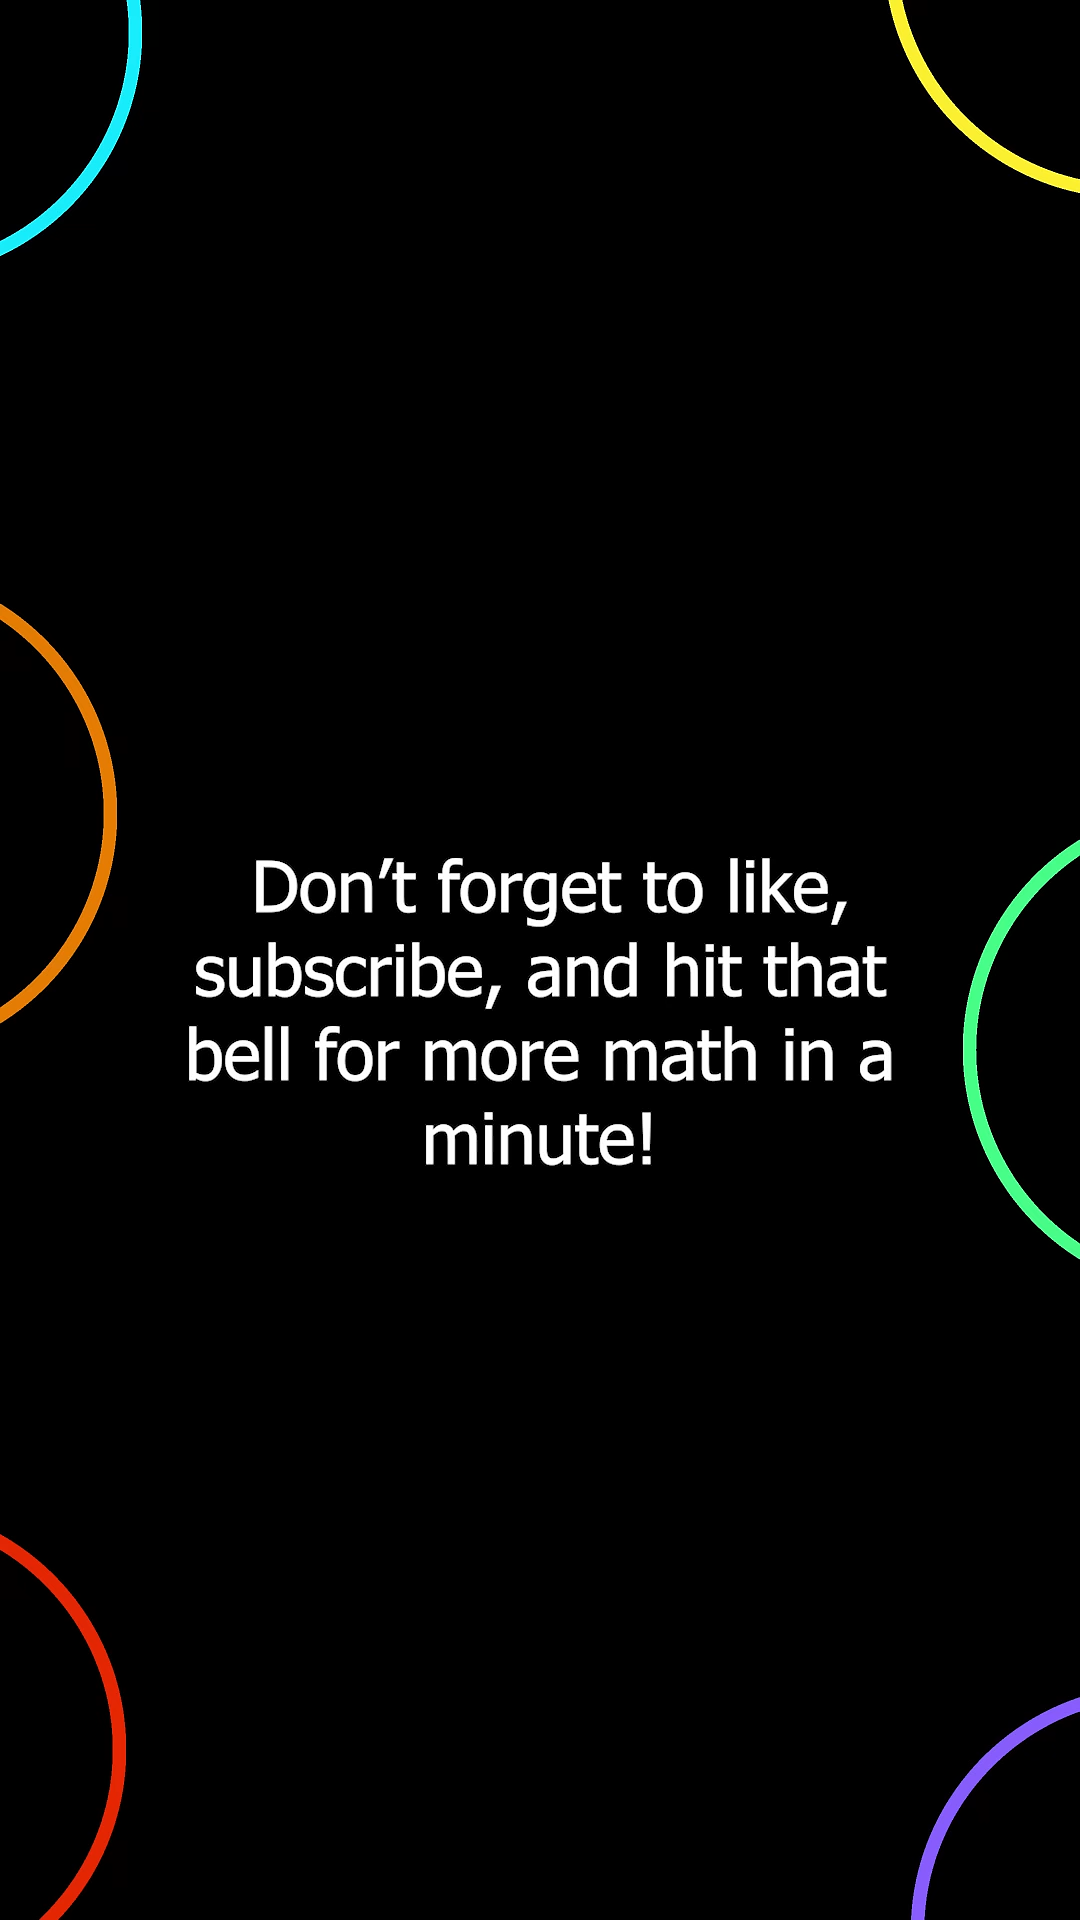 Don’t forget to like,
subscribe, and hit that
bell for more math in a
minute!